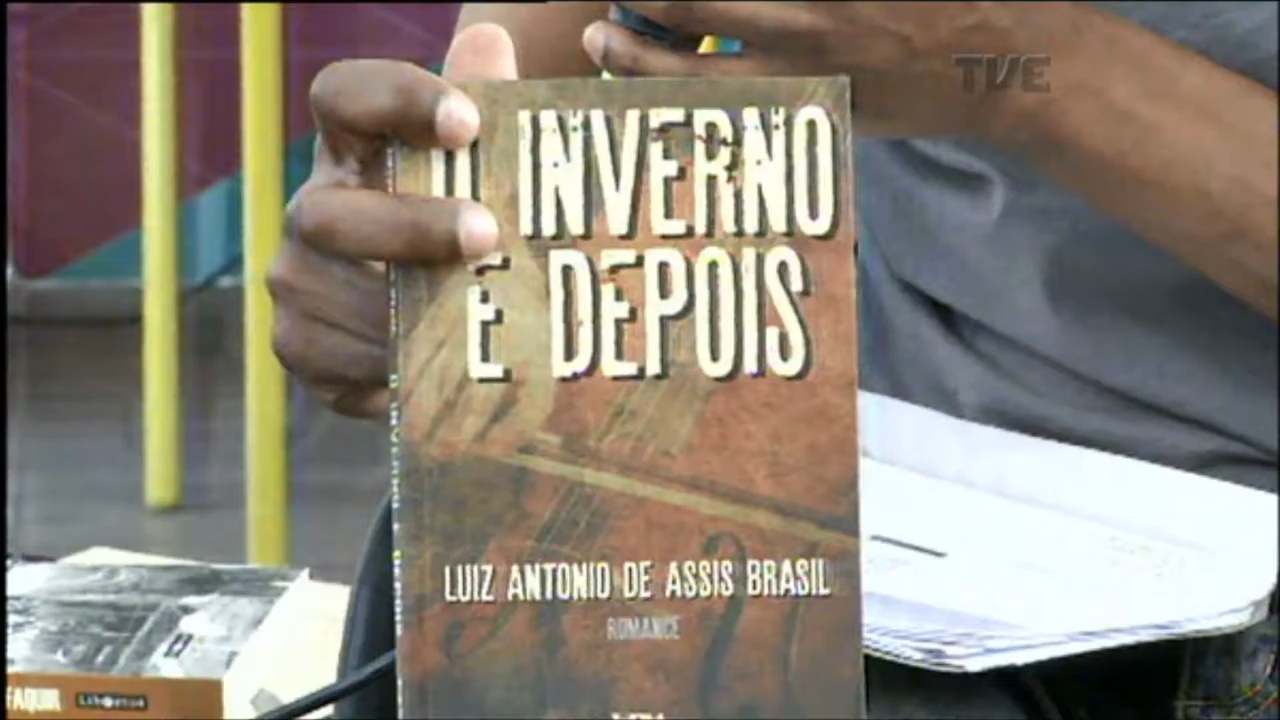 TVE
O INVERNO
E DEPOIS
LUIZ ANTONIO DE ASSIS BRASIL
ROMANCE
FAQUIR